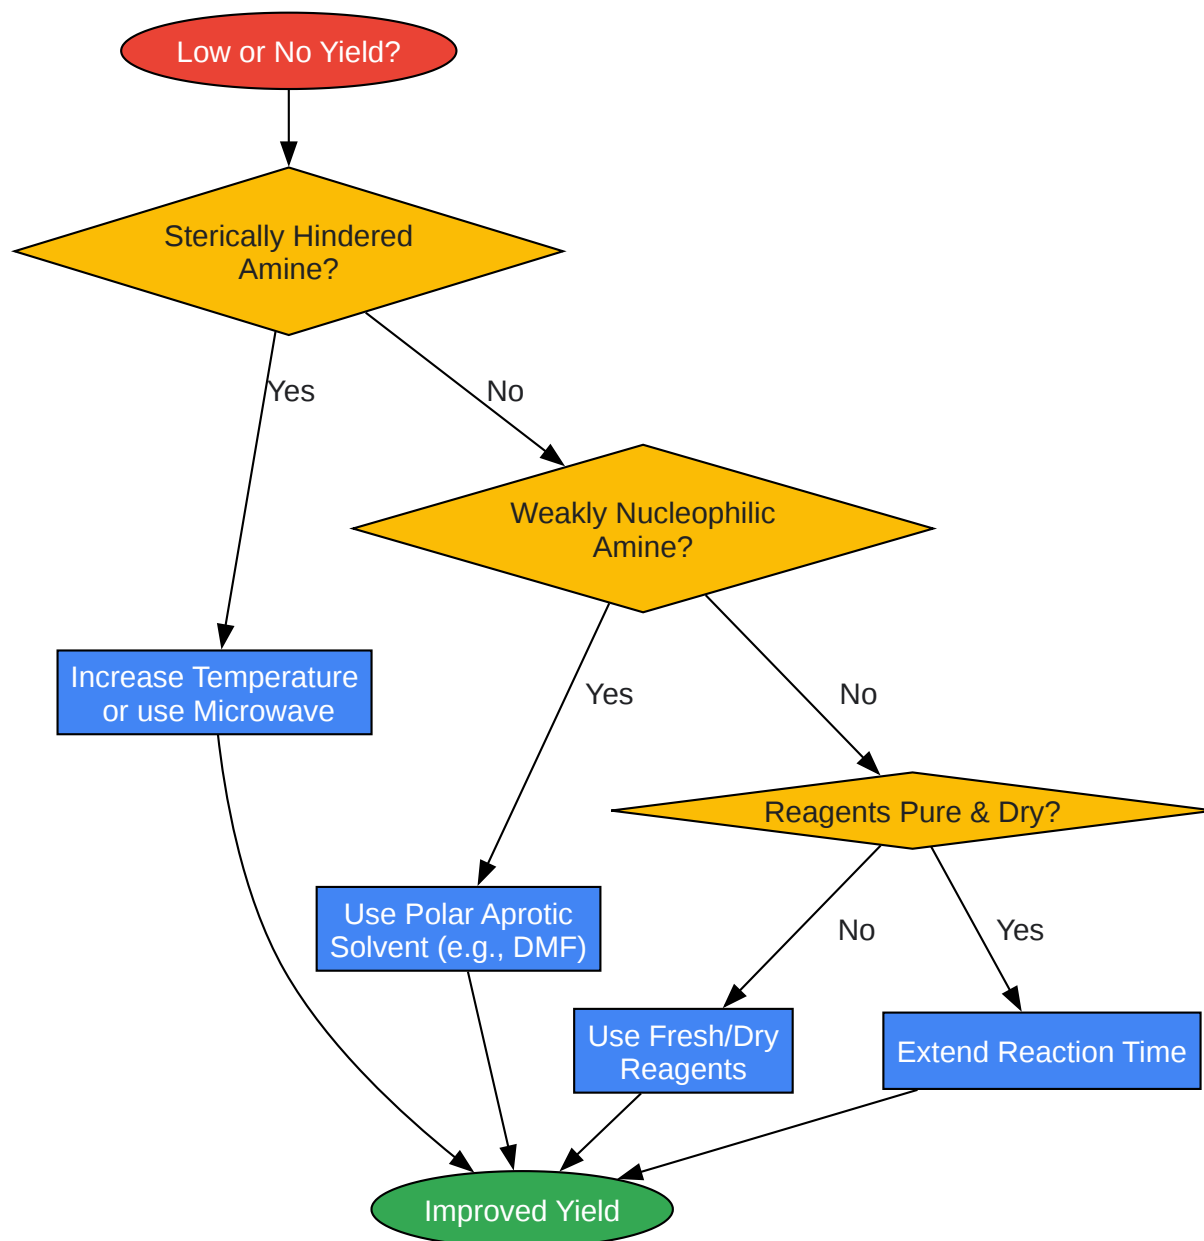 Low or No Yield?
Sterically Hindered
Amine?
Yes
No
Weakly Nucleophilic
Amine?
Increase Temperature
or use Microwave
Yes
No
Reagents Pure & Dry?
Use Polar Aprotic
Solvent (e.g., DMF)
No
Yes
Use Fresh/Dry
Reagents
Extend Reaction Time
Improved Yield